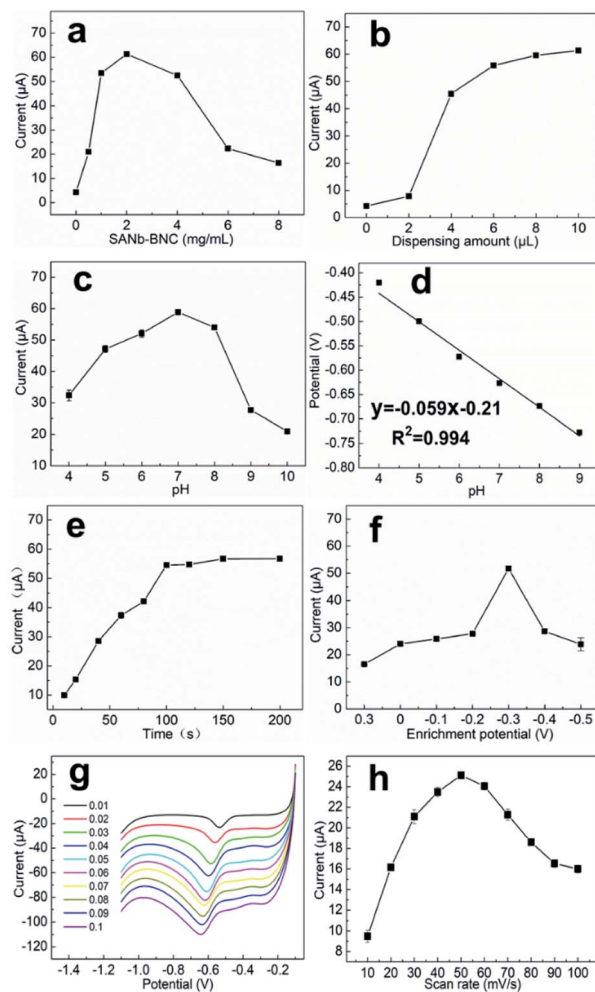 a
Current (µA)
70
60
50
40
30
20
10
0
0 2 4 6 8
SANb-BNC (mg/mL)
b
Current (µA)
80
70
60
50
40
30
20
10
0
0 2 4 6 8 10
Dispensing amount (µL)
c
Current (µA)
70
60
50
40
30
20
10
4 5 6 7 8 9 10
pH
d
Potential (V)
-0.40
-0.45
-0.50
-0.55
-0.60
-0.65
-0.70
-0.75
-0.80
y=-0.059x-0.21
R²=0.994
4 5 6 7 8 9
pH
e
Current（µA）
70
60
50
40
30
20
10
0 50 100 150 200
Time（s）
f
Current (µA)
70
60
50
40
30
20
10
0
0.3 0 -0.1 -0.2 -0.3 -0.4 -0.5
Enrichment potential (V)
g
Current (µA)
20
0
-20
-40
-60
-80
-100
-120
0.01
0.02
0.03
0.04
0.05
0.06
0.07
0.08
0.09
0.1
-1.4 -1.0 -0.6 -0.2
Potential (V)
h
Current (µA)
26
24
22
20
18
16
14
12
10
8
10 20 30 40 50 60 70 80 90 100
Scan rate (mV/s)